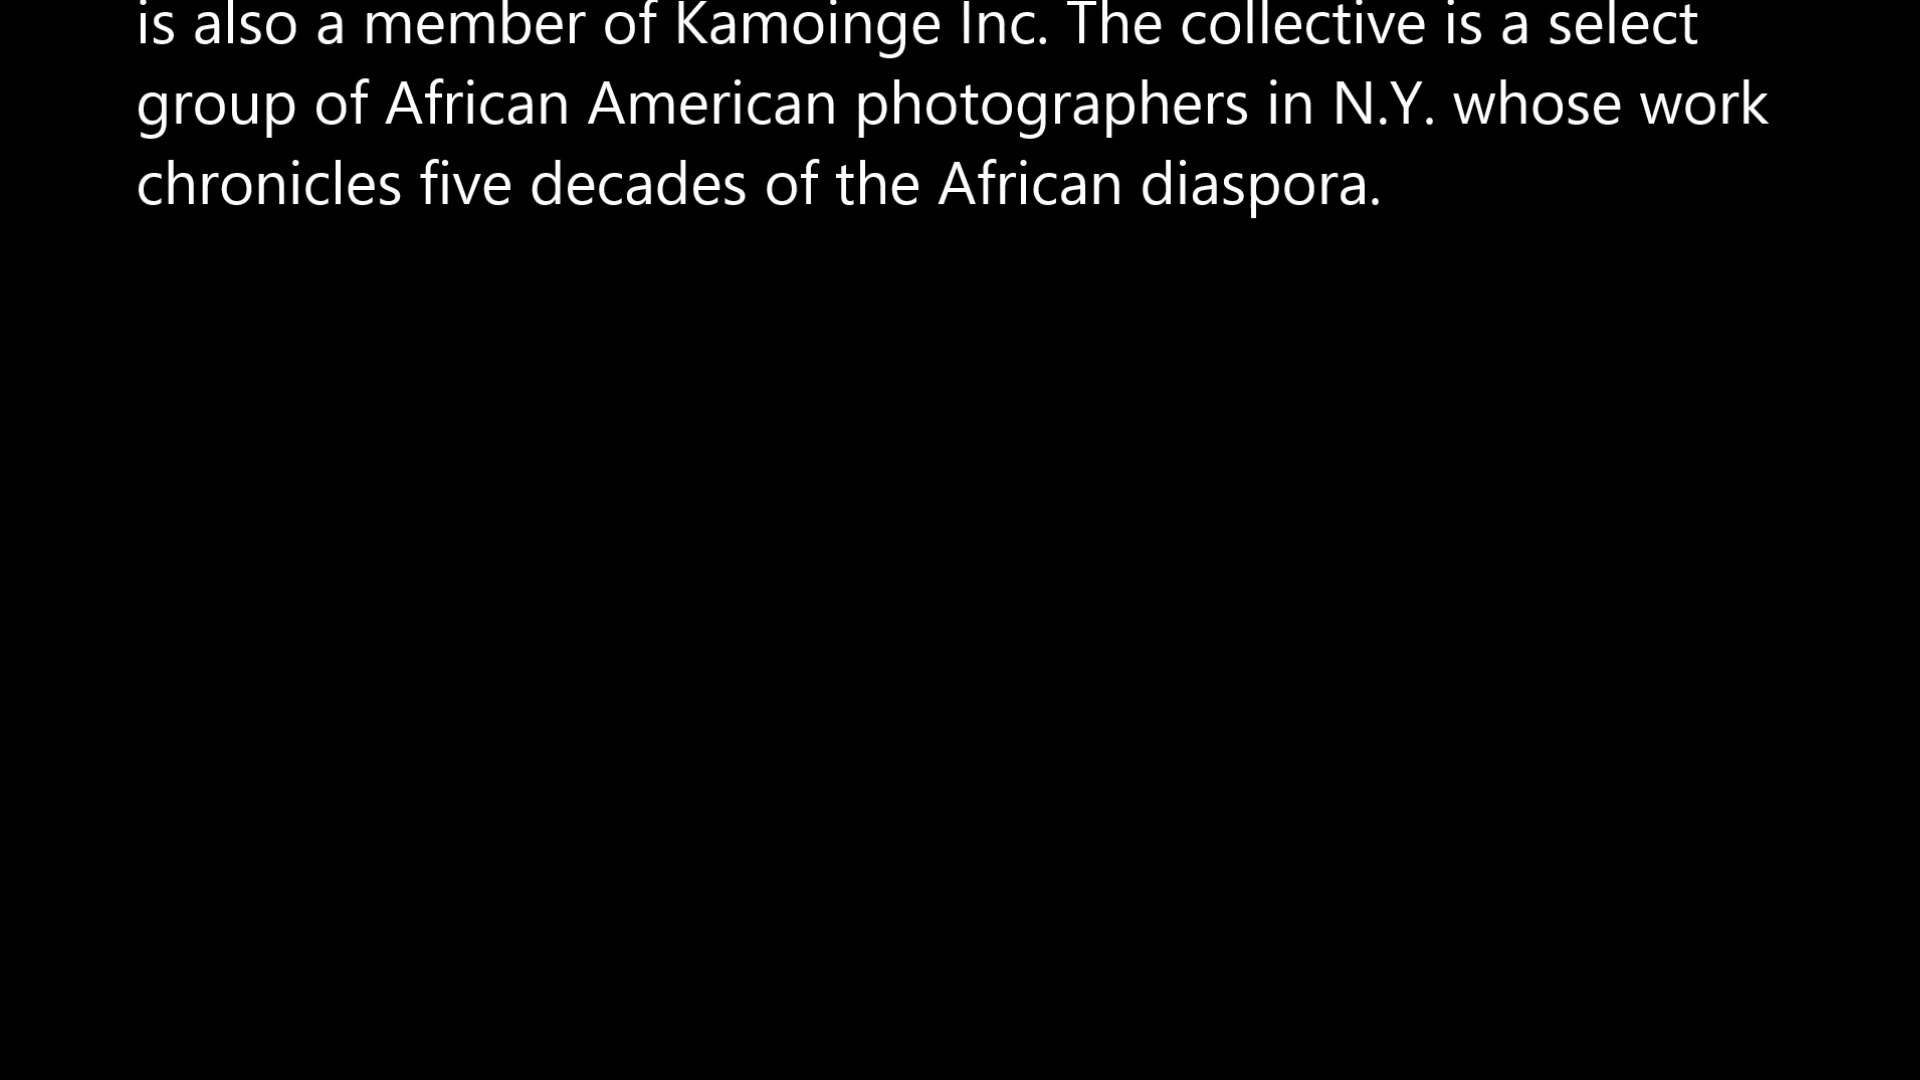 is also a member of Kamoinge Inc. The collective is a select
group of African American photographers in N.Y. whose work
chronicles five decades of the African diaspora.